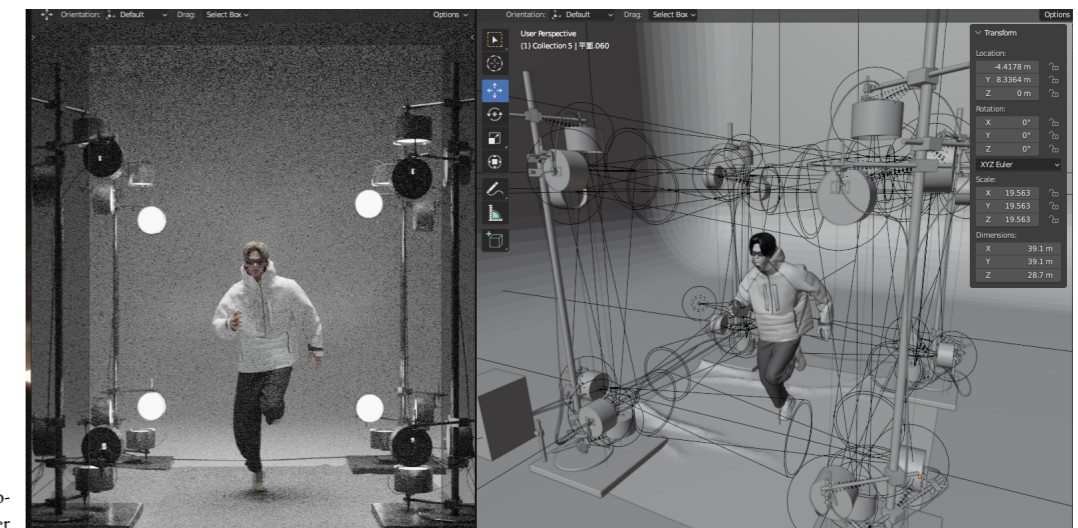 Orientation: Default Drag: Select Box Options
Orientation: Default Drag: Select Box Options
User Perspective
(1) Collection 5 | 平面.060
Transform
Location:
-4.4178 m
Y 8.3364 m
Z 0 m
Rotation:
X 0°
Y 0°
Z 0°
XYZ Euler
Scale:
X 19.563
Y 19.563
Z 19.563
Dimensions:
X 39.1 m
Y 39.1 m
Z 28.7 m